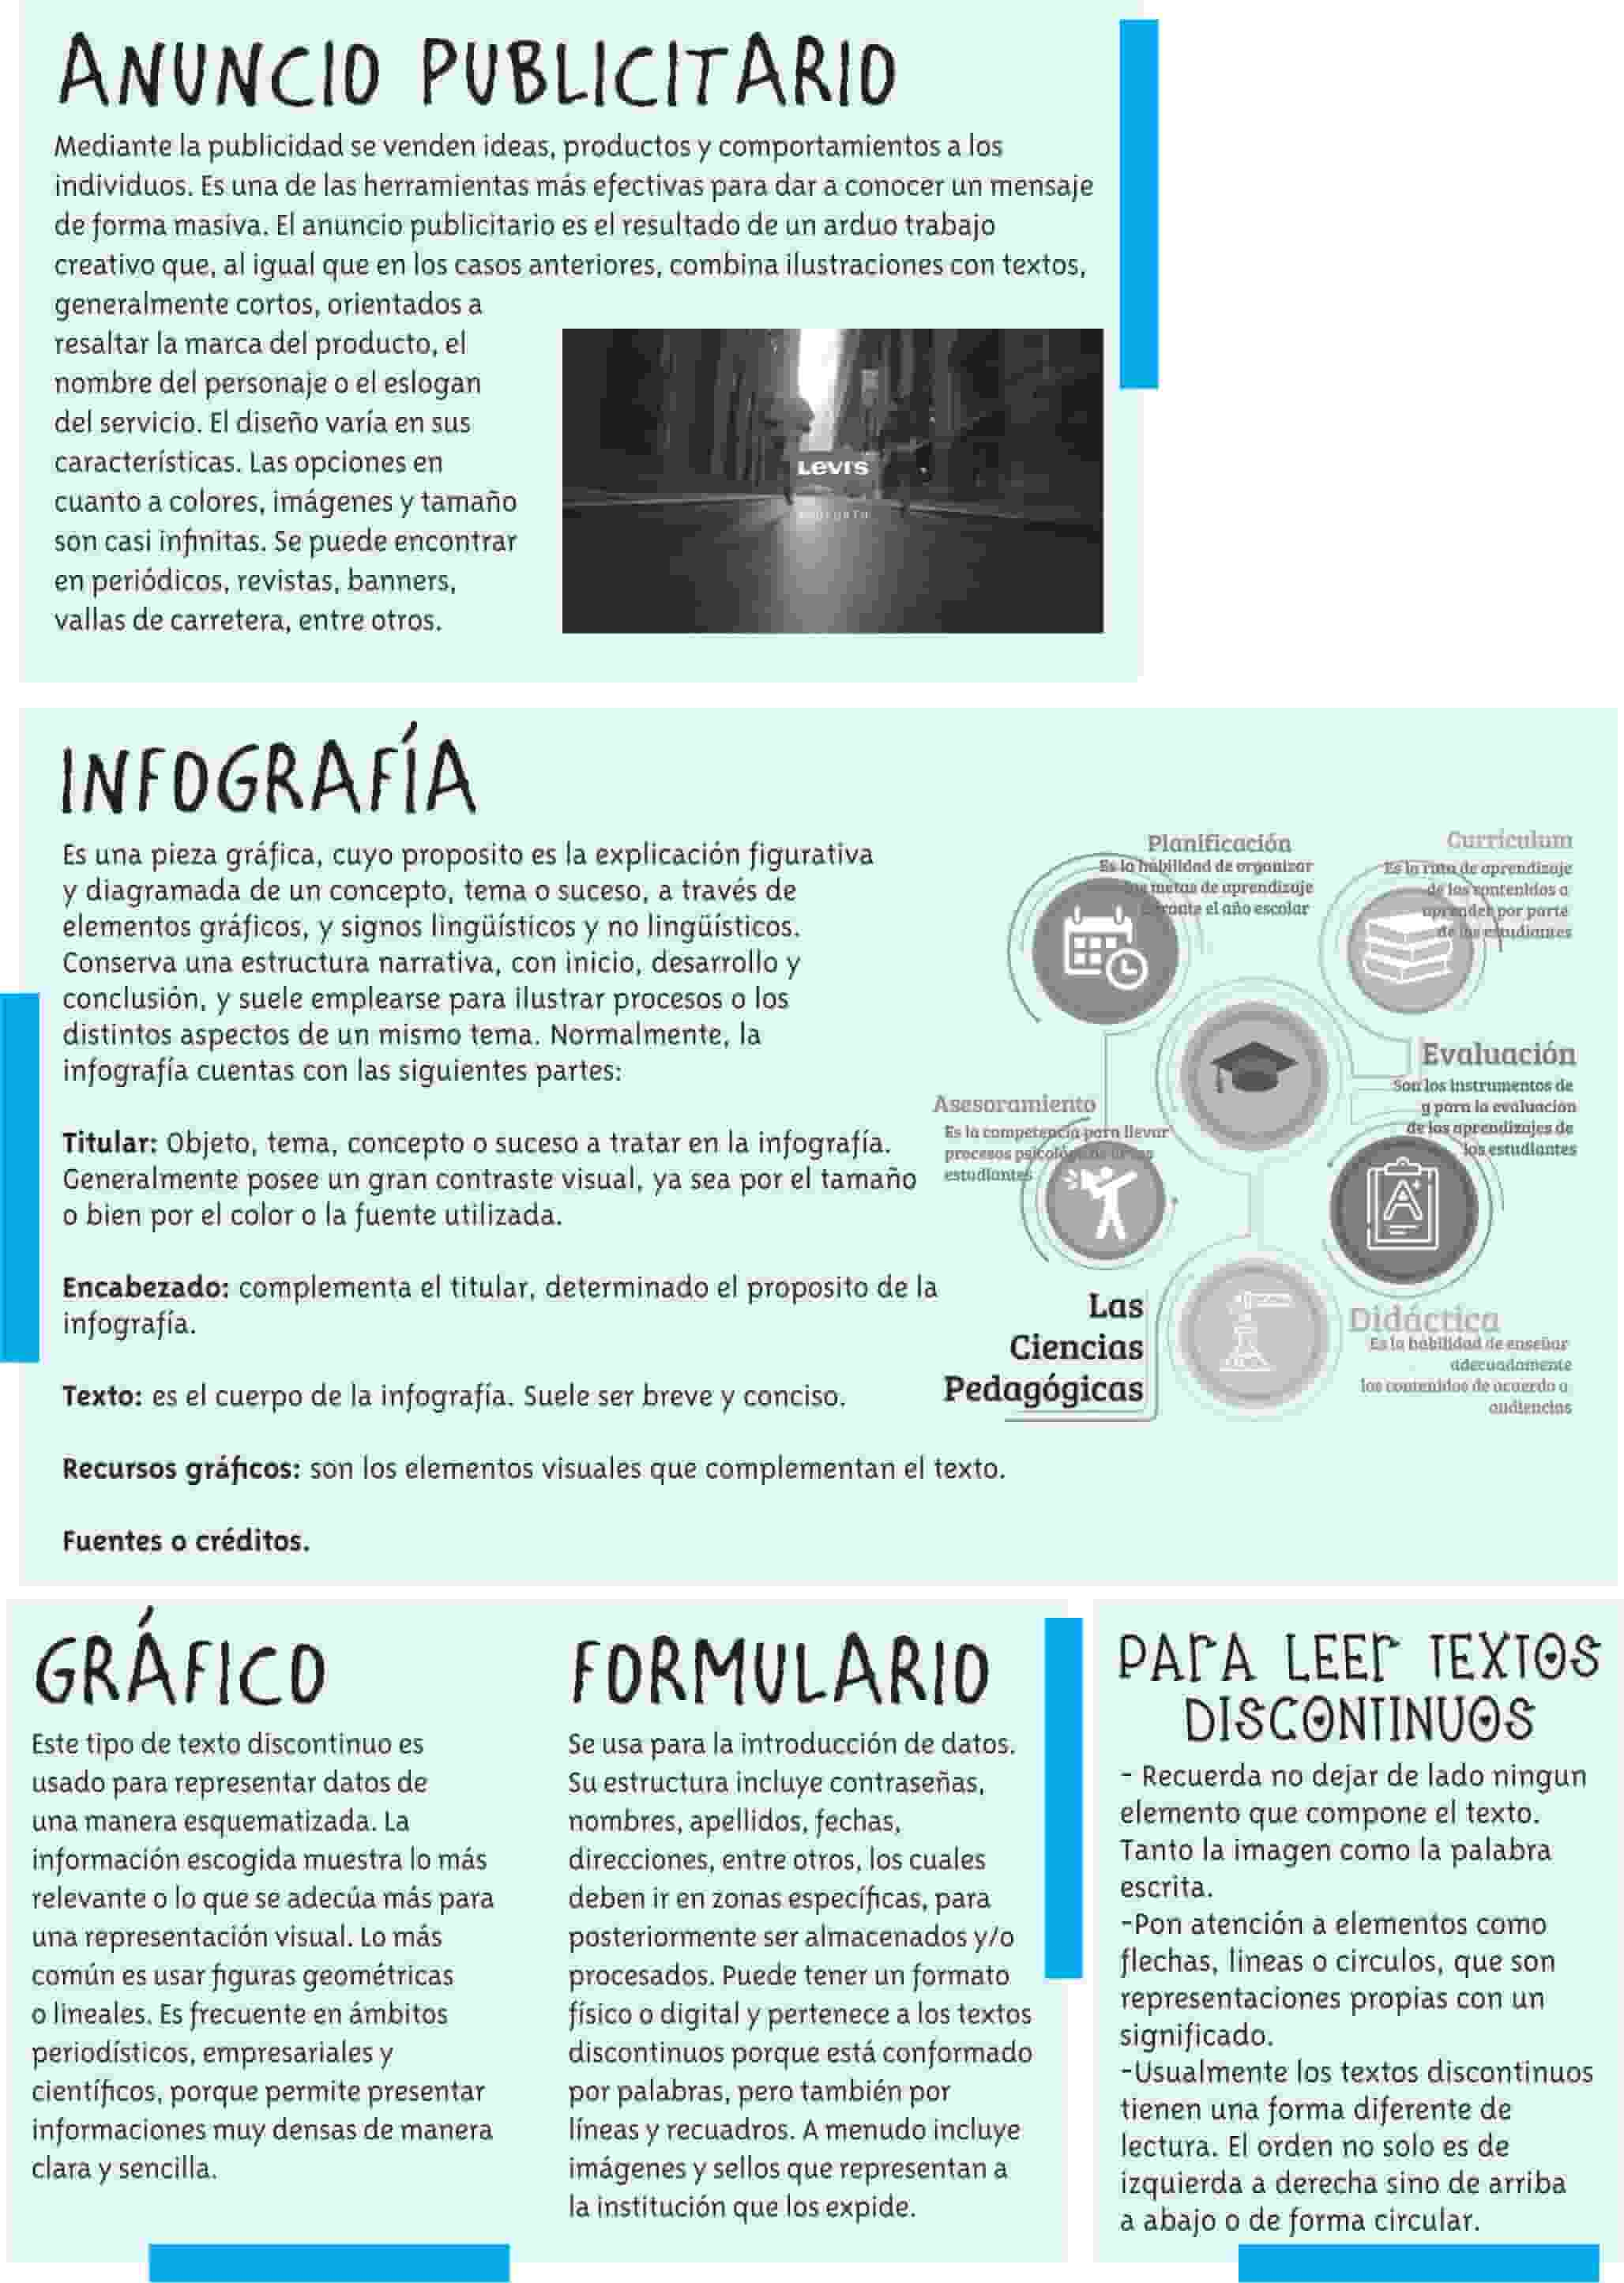 ANUNCIO PUBLICITARIO
Mediante la publicidad se venden ideas, productos y comportamientos a los
individuos. Es una de las herramientas más efectivas para dar a conocer un mensaje
de forma masiva. El anuncio publicitario es el resultado de un arduo trabajo
creativo que, al igual que en los casos anteriores, combina ilustraciones con textos,
generalmente cortos, orientados a
resaltar la marca del producto, el
nombre del personaje o el eslogan
del servicio. El diseño varía en sus
características. Las opciones en
cuanto a colores, imágenes y tamaño
son casi infinitas. Se puede encontrar
en periódicos, revistas, banners,
vallas de carretera, entre otros.
Levi's
INFOGRAFÍA
Es una pieza gráfica, cuyo proposito es la explicación figurativa
y diagramada de un concepto, tema o suceso, a través de
elementos gráficos, y signos lingüísticos y no lingüísticos.
Conserva una estructura narrativa, con inicio, desarrollo y
conclusión, y suele emplearse para ilustrar procesos o los
distintos aspectos de un mismo tema. Normalmente, la
infografía cuentas con las siguientes partes:
Titular: Objeto, tema, concepto o suceso a tratar en la infografía.
Generalmente posee un gran contraste visual, ya sea por el tamaño
o bien por el color o la fuente utilizada.
Encabezado: complementa el titular, determinado el proposito de la
infografía.
Texto: es el cuerpo de la infografía. Suele ser breve y conciso.
Recursos gráficos: son los elementos visuales que complementan el texto.
Fuentes o créditos.
Planificación
Es la habilidad de organizar
metas de aprendizaje
el año escolar
Currículum
Es la ruta de aprendizaje
de los contenidos a
aprender por parte
de los estudiantes
Evaluación
Son los instrumentos de
y para la evaluación
de los aprendizajes de
los estudiantes
Asesoramiento
Es la competencia para llevar
procesos
estudiantes
Las
Ciencias
Pedagógicas
Didáctica
Es la habilidad de enseñar
adecuadamente
los contenidos de acuerdo a
audiencias
GRÁFICO
Este tipo de texto discontinuo es
usado para representar datos de
una manera esquematizada. La
información escogida muestra lo más
relevante o lo que se adecúa más para
una representación visual. Lo más
común es usar figuras geométricas
o lineales. Es frecuente en ámbitos
periodísticos, empresariales y
científicos, porque permite presentar
informaciones muy densas de manera
clara y sencilla.
FORMULARIO
Se usa para la introducción de datos.
Su estructura incluye contraseñas,
nombres, apellidos, fechas,
direcciones, entre otros, los cuales
deben ir en zonas específicas, para
posteriormente ser almacenados y/o
procesados. Puede tener un formato
físico o digital y pertenece a los textos
discontinuos porque está conformado
por palabras, pero también por
líneas y recuadros. A menudo incluye
imágenes y sellos que representan a
la institución que los expide.
PARA LEER TEXTOS
DISCONTINUOS
- Recuerda no dejar de lado ningun
elemento que compone el texto.
Tanto la imagen como la palabra
escrita.
-Pon atención a elementos como
flechas, lineas o circulos, que son
representaciones propias con un
significado.
-Usualmente los textos discontinuos
tienen una forma diferente de
lectura. El orden no solo es de
izquierda a derecha sino de arriba
a abajo o de forma circular.